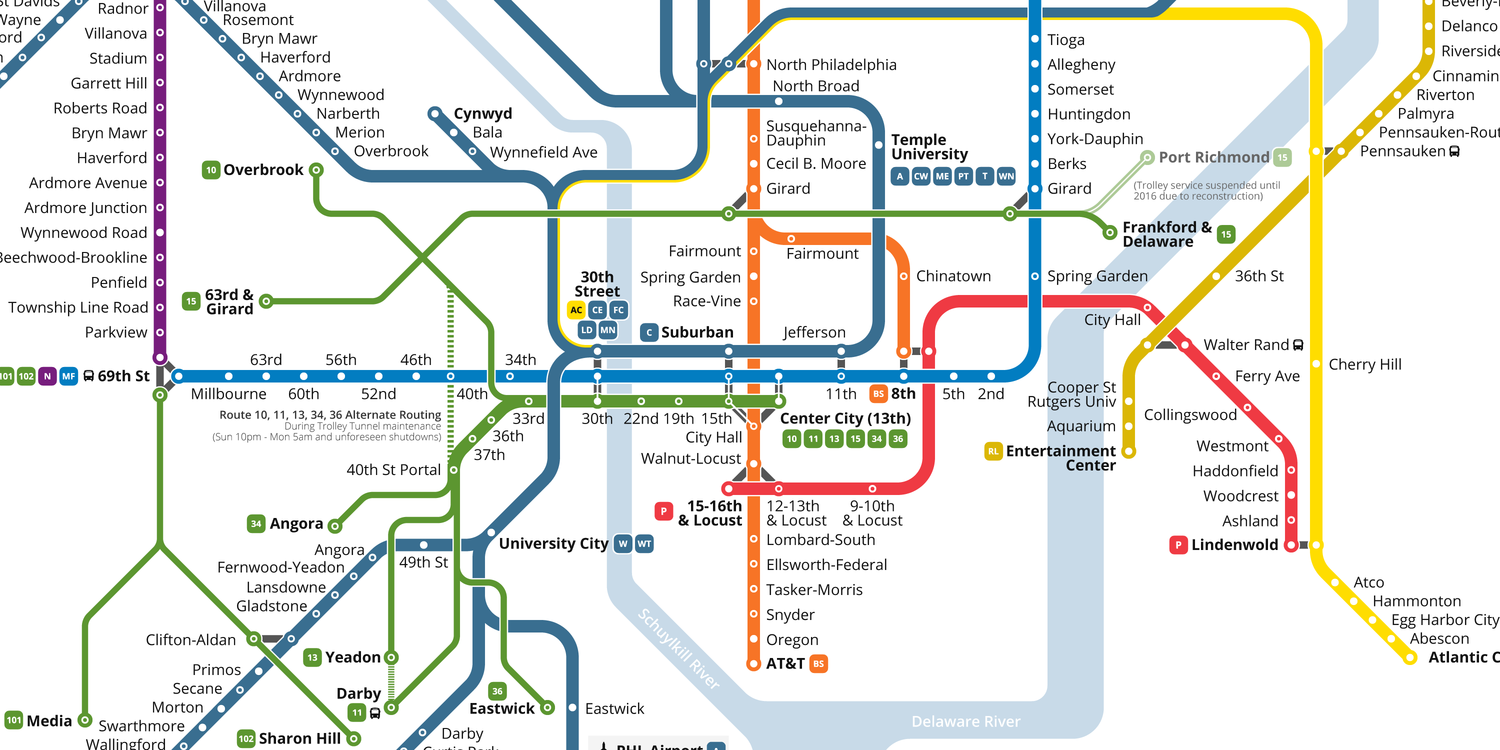 Radnor
Villanova
Stadium
Garrett Hill
Roberts Road
Bryn Mawr
Haverford
Ardmore Avenue
Ardmore Junction
Wynnewood Road
Beechwood-Brookline
Penfield
Township Line Road
Parkview
101 102 N MF 69th St
St Davids
Wayne
Villanova
Rosemont
Bryn Mawr
Haverford
Ardmore
Wynnewood
Narberth
Merion
Overbrook
Cynwyd
Bala
Wynnefield Ave
10 Overbrook
15 63rd &
Girard
Millbourne
63rd
60th
56th
52nd
46th
40th
34th
Route 10, 11, 13, 34, 36 Alternate Routing
During Trolley Tunnel maintenance
(Sun 10pm - Mon 5am and unforeseen shutdowns)
33rd
36th
37th
40th St Portal
30th
Street
AC CE FC
LD MN
C Suburban
Jefferson
30th
22nd
19th
15th
City Hall
Walnut-Locust
Center City (13th)
10 11 13 15 34 36
11th
BS 8th
5th
2nd
North Philadelphia
North Broad
Susquehanna-
Dauphin
Cecil B. Moore
Girard
Temple
University
A CW ME PT T WN
Fairmount
Spring Garden
Race-Vine
Fairmount
Chinatown
Tioga
Allegheny
Somerset
Huntingdon
York-Dauphin
Berks
Girard
Spring Garden
Port Richmond 15
(Trolley service suspended until
2016 due to reconstruction)
Frankford &
Delaware 15
Delanco
Riverside
Riverton
Palmyra
Pennsauken
36th St
City Hall
Walter Rand
Ferry Ave
Cherry Hill
Cooper St
Rutgers Univ
Aquarium
RL Entertainment
Center
Collingswood
Westmont
Haddonfield
Woodcrest
Ashland
P Lindenwold
Atco
Hammonton
Egg Harbor City
Abescon
P 15-16th
& Locust
12-13th
& Locust
9-10th
& Locust
Lombard-South
Ellsworth-Federal
Tasker-Morris
Snyder
Oregon
AT&T BS
34 Angora
University City W WT
49th St
Angora
Fernwood-Yeadon
Lansdowne
Gladstone
Clifton-Aldan
Primos
Secane
Morton
Swarthmore
Wallingford
101 Media
102 Sharon Hill
13 Yeadon
Darby
11
36
Eastwick
Eastwick
Darby
Schuylkill River
Delaware River